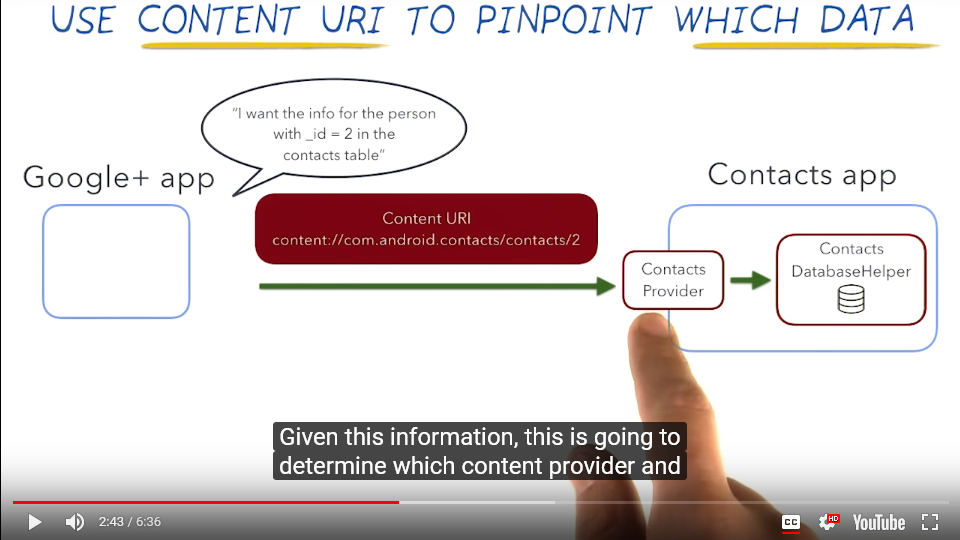 USE CONTENT URI TO PINPOINT WHICH DATA
"I want the info for the person
with _id = 2 in the
contacts table"
Google+ app
Contacts app
Content URI
content://com.android.contacts/contacts/2
Contacts
Provider
Contacts
DatabaseHelper
Given this information, this is going to
determine which content provider and
2:43 / 6:36
CC
HD
YouTube